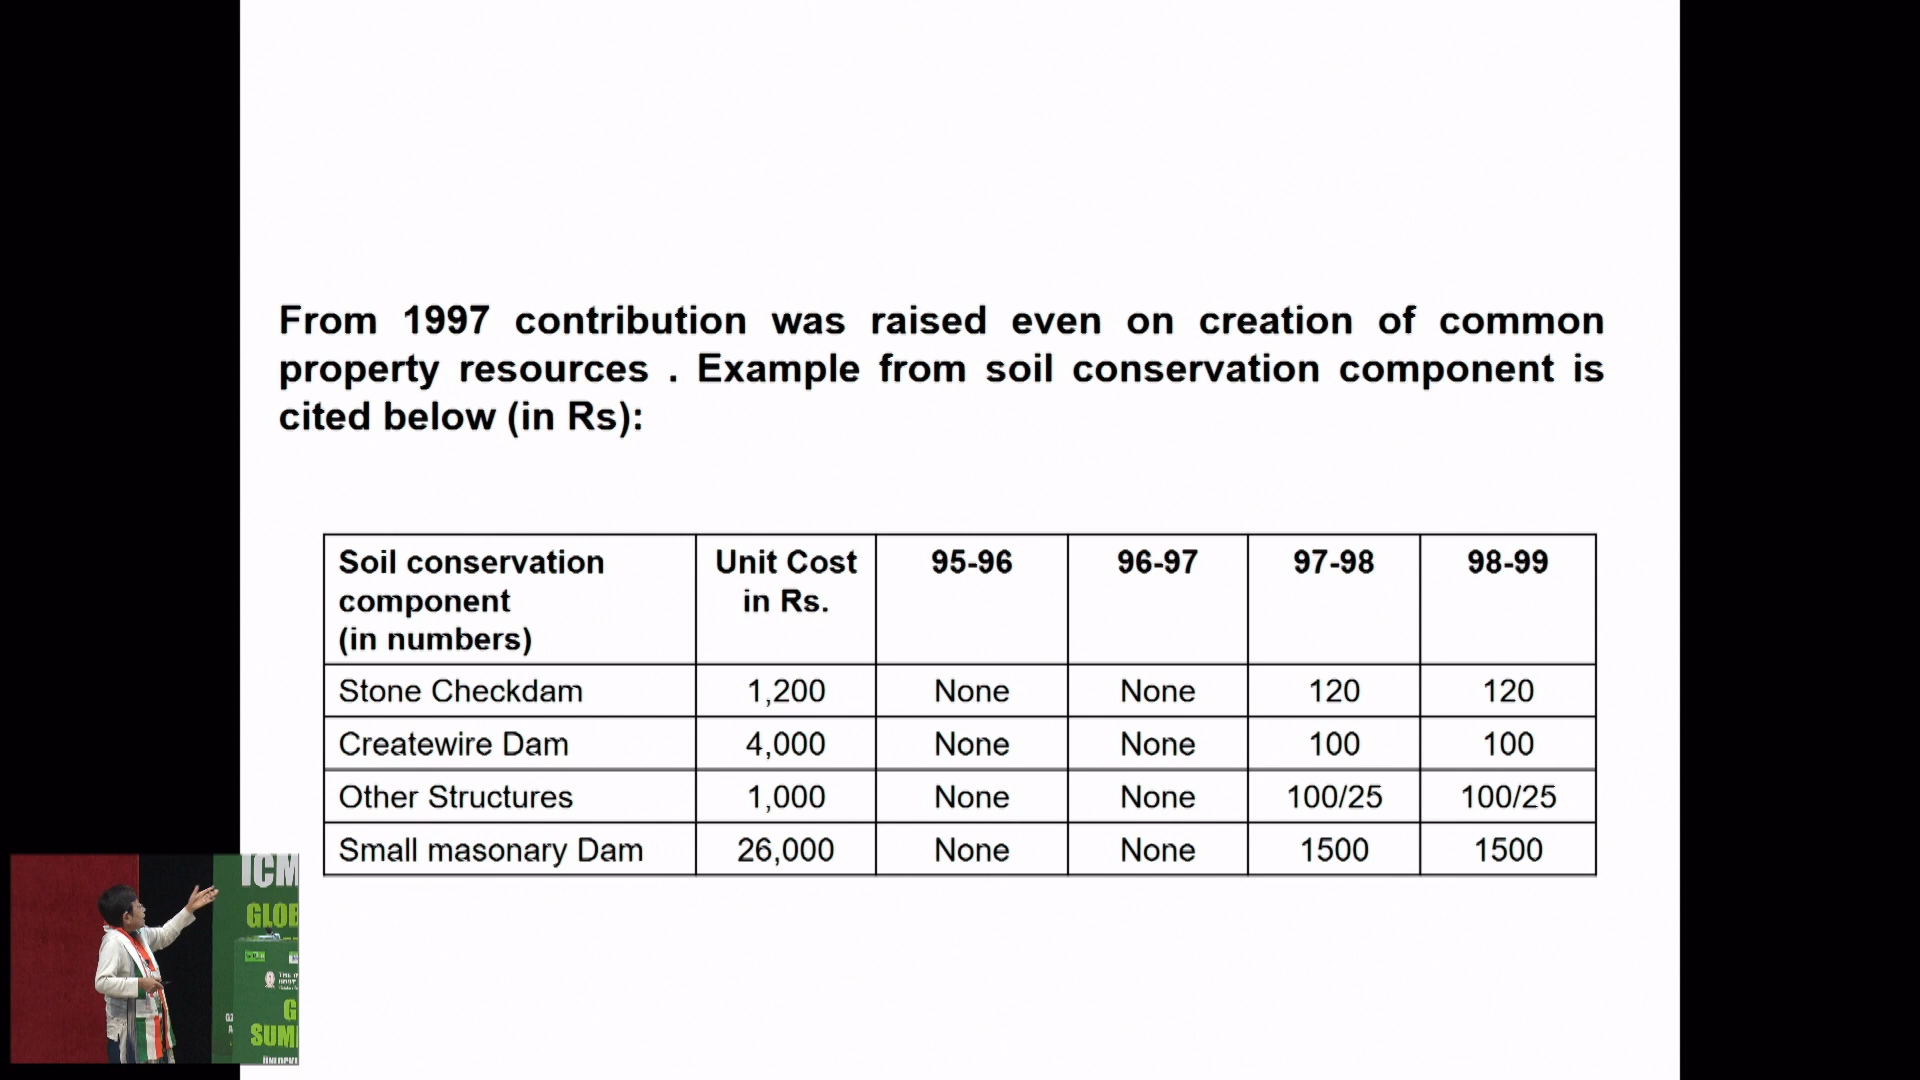 From 1997 contribution was raised even on creation of common
property resources . Example from soil conservation component is
cited below (in Rs):
Soil conservation component (in numbers) Unit Cost in Rs. 95-96 96-97 97-98 98-99
Stone Checkdam 1,200 None None 120 120
Createwire Dam 4,000 None None 100 100
Other Structures 1,000 None None 100/25 100/25
Small masonary Dam 26,000 None None 1500 1500
ICM
GLOB
G
SUMM